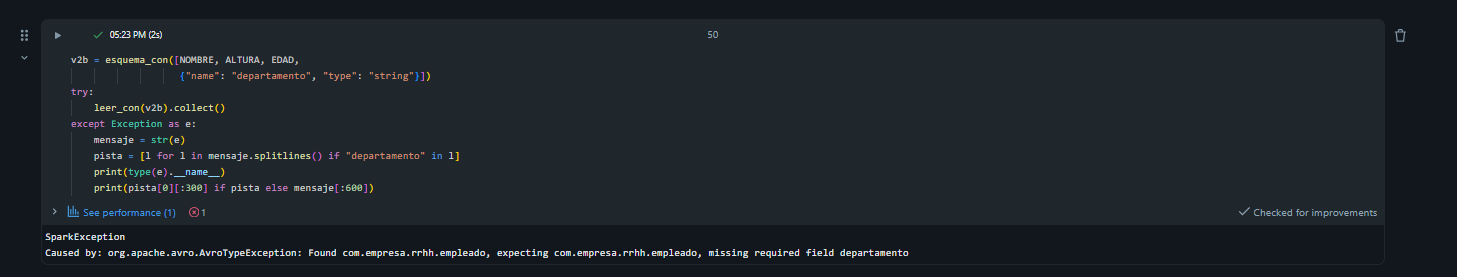 05:23 PM (2s)
50
v2b = esquema_con([NOMBRE, ALTURA, EDAD,
                   {"name": "departamento", "type": "string"}])
try:
    leer_con(v2b).collect()
except Exception as e:
    mensaje = str(e)
    pista = [l for l in mensaje.splitlines() if "departamento" in l]
    print(type(e).__name__)
    print(pista[0][:300] if pista else mensaje[:600])
See performance (1) 1
Checked for improvements
SparkException
Caused by: org.apache.avro.AvroTypeException: Found com.empresa.rrhh.empleado, expecting com.empresa.rrhh.empleado, missing required field departamento